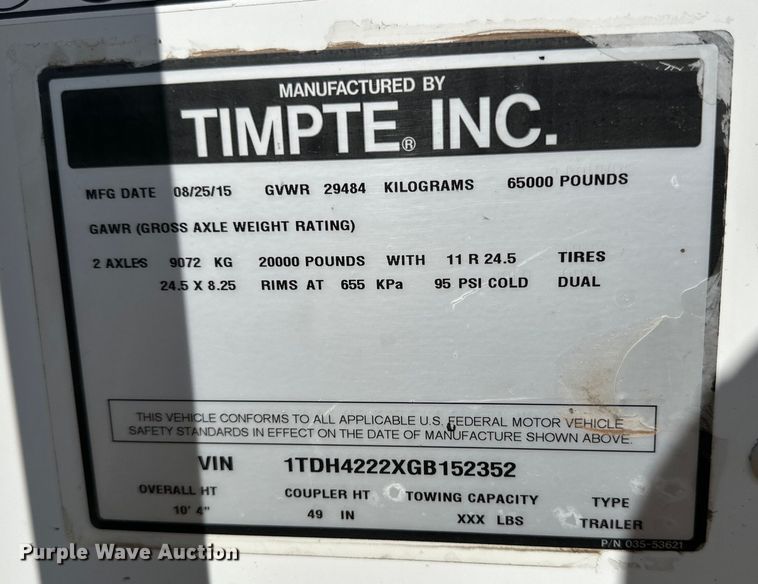 MANUFACTURED BY
TIMPTE® INC.
MFG DATE 08/25/15 GVWR 29484 KILOGRAMS 65000 POUNDS
GAWR (GROSS AXLE WEIGHT RATING)
2 AXLES 9072 KG 20000 POUNDS WITH 11 R 24.5 TIRES
24.5 X 8.25 RIMS AT 655 KPa 95 PSI COLD DUAL
THIS VEHICLE CONFORMS TO ALL APPLICABLE U.S. FEDERAL MOTOR VEHICLE
SAFETY STANDARDS IN EFFECT ON THE DATE OF MANUFACTURE SHOWN ABOVE.
VIN 1TDH4222XGB152352
OVERALL HT COUPLER HT TOWING CAPACITY TYPE
10' 4" 49 IN XXX LBS TRAILER
P/N 035-53621
Purple Wave Auction